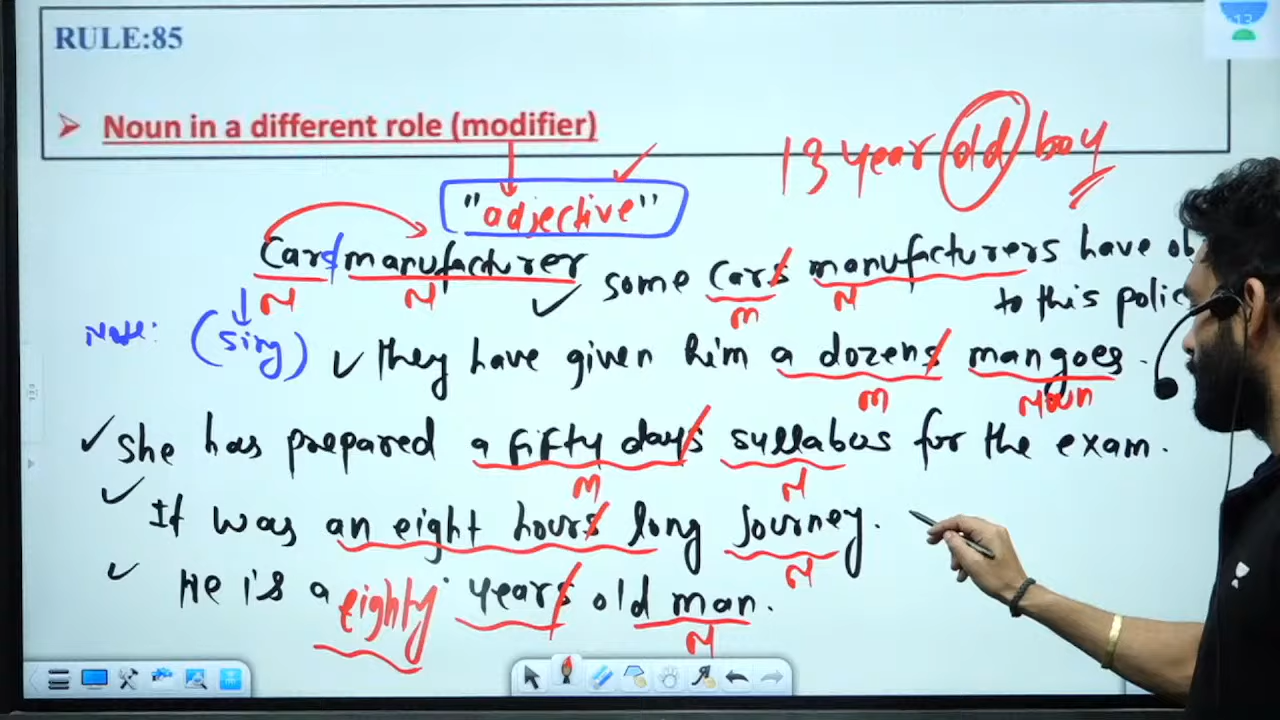 RULE:85
➢ Noun in a different role (modifier)
13 year old boy
"adjective"
Cars manufacturer
N N
some cars manufacturers have
M N
to this
Note: (sing)
They have given him a dozens mangoes.
M Noun
She has prepared a fifty days syllabus for the exam.
M N
It was an eight hours long journey.
N
He is a eighty years old man.
N